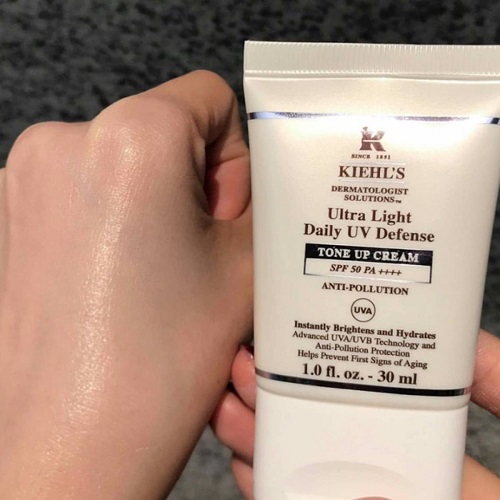 K
SINCE 1851
KIEHL'S
DERMATOLOGIST
SOLUTIONS™
Ultra Light
Daily UV Defense
TONE UP CREAM
SPF 50 PA ++++
ANTI-POLLUTION
UVA
Instantly Brightens and Hydrates
Advanced UVA/UVB Technology and
Anti-Pollution Protection
Helps Prevent First Signs of Aging
1.0 fl. oz. - 30 ml